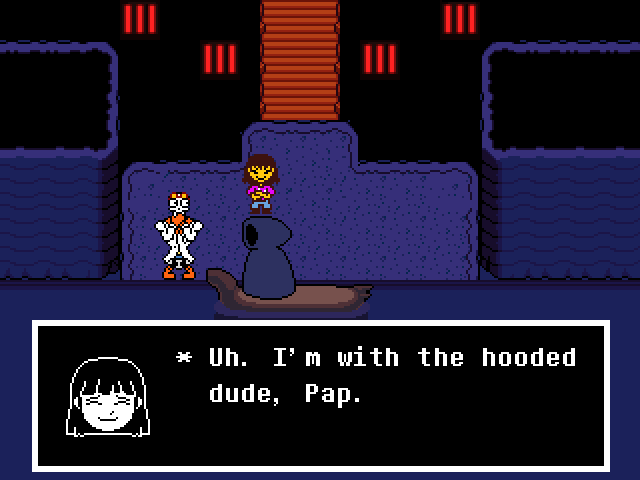 * Uh. I'm with the hooded
dude, Pap.